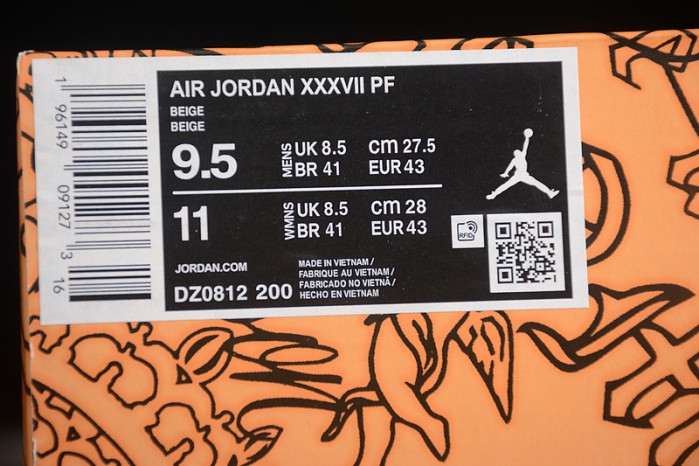 AIR JORDAN XXXVII PF
BEIGE
BEIGE
9.5 MENS UK 8.5 cm 27.5
BR 41 EUR 43
11 WMNS UK 8.5 cm 28
BR 41 EUR 43
RFID
JORDAN.COM
DZ0812 200
MADE IN VIETNAM /
FABRIQUE AU VIETNAM /
FABRICADO NO VIETNÃ /
HECHO EN VIETNAM
1 96149 09127 3 16